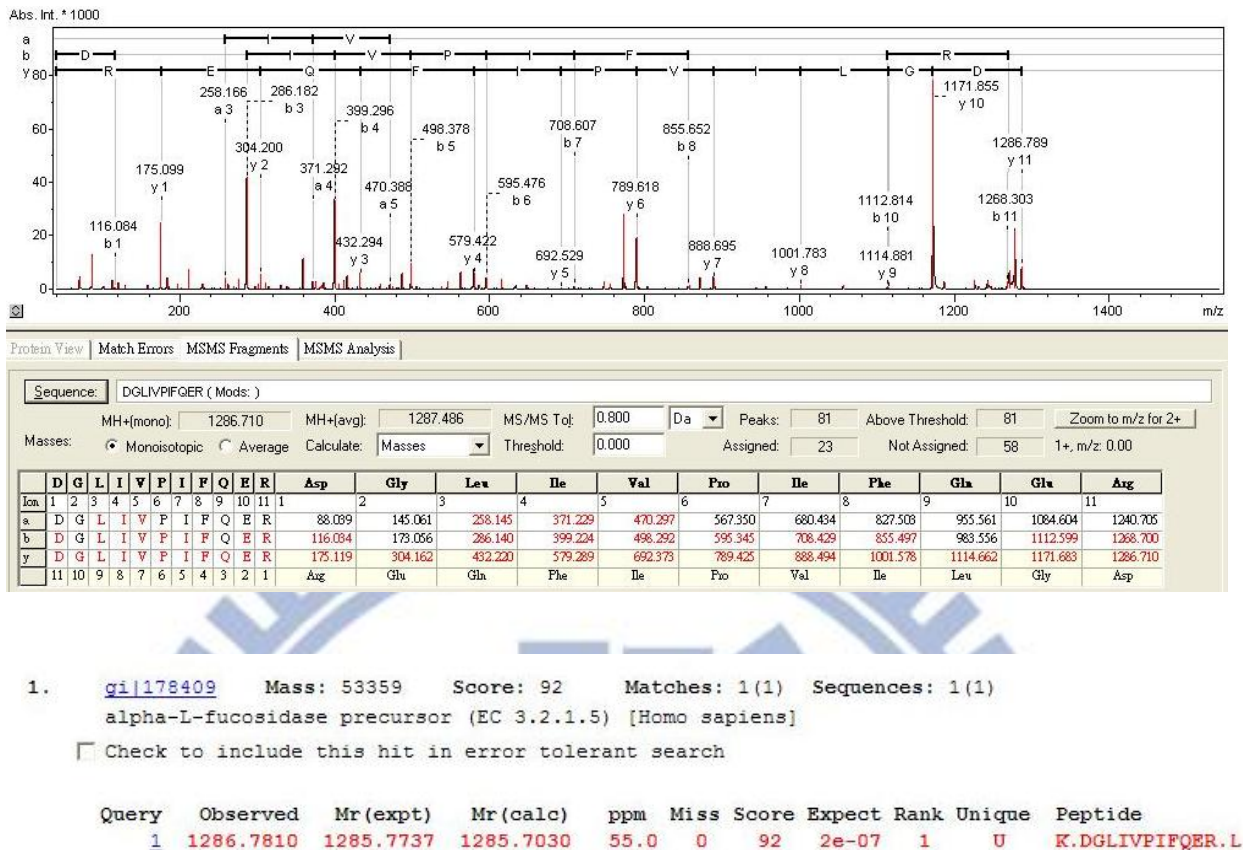 Abs. Int. * 1000
a V
b D V P I F R
y R E Q F I P V I L G D
80
60
40
20
0
258.166 a 3
286.182 b 3
399.296 b 4
498.378 b 5
708.607 b 7
855.652 b 8
1171.855 y 10
304.200 y 2
175.099 y 1
371.292 a 4
470.388 a 5
595.476 b 6
789.618 y 6
1286.789 y 11
1112.814 b 10
1268.303 b 11
116.084 b 1
432.294 y 3
579.422 y 4
692.529 y 5
888.695 y 7
1001.783 y 8
1114.881 y 9
200 400 600 800 1000 1200 1400 m/z
Protein View Match Errors MSMS Fragments MSMS Analysis
Sequence: DGLIVPIFQER ( Mods: )
MH+(mono): 1286.710 MH+(avg): 1287.486 MS/MS Tol: 0.800 Da Peaks: 81 Above Threshold: 81 Zoom to m/z for 2+
Masses: Monoisotopic Average Calculate: Masses Threshold: 0.000 Assigned: 23 Not Assigned: 58 1+, m/z: 0.00
D G L I V P I F Q E R Asp Gly Leu Ile Val Pro Ile Phe Gln Glu Arg
Ion 1 2 3 4 5 6 7 8 9 10 11 1 2 3 4 5 6 7 8 9 10 11
a D G L I V P I F Q E R 88.039 145.061 258.145 371.229 470.297 567.350 680.434 827.503 955.561 1084.604 1240.705
b D G L I V P I F Q E R 116.034 173.056 286.140 399.224 498.292 595.345 708.429 855.497 983.556 1112.599 1268.700
y D G L I V P I F Q E R 175.119 304.162 432.220 579.289 692.373 789.425 888.494 1001.578 1114.662 1171.683 1286.710
11 10 9 8 7 6 5 4 3 2 1 Arg Glu Gln Phe Ile Pro Val Ile Leu Gly Asp
1. gi|178409 Mass: 53359 Score: 92 Matches: 1(1) Sequences: 1(1)
alpha-L-fucosidase precursor (EC 3.2.1.5) [Homo sapiens]
Check to include this hit in error tolerant search
Query Observed Mr(expt) Mr(calc) ppm Miss Score Expect Rank Unique Peptide
1 1286.7810 1285.7737 1285.7030 55.0 0 92 2e-07 1 U K.DGLIVPIFQER.L